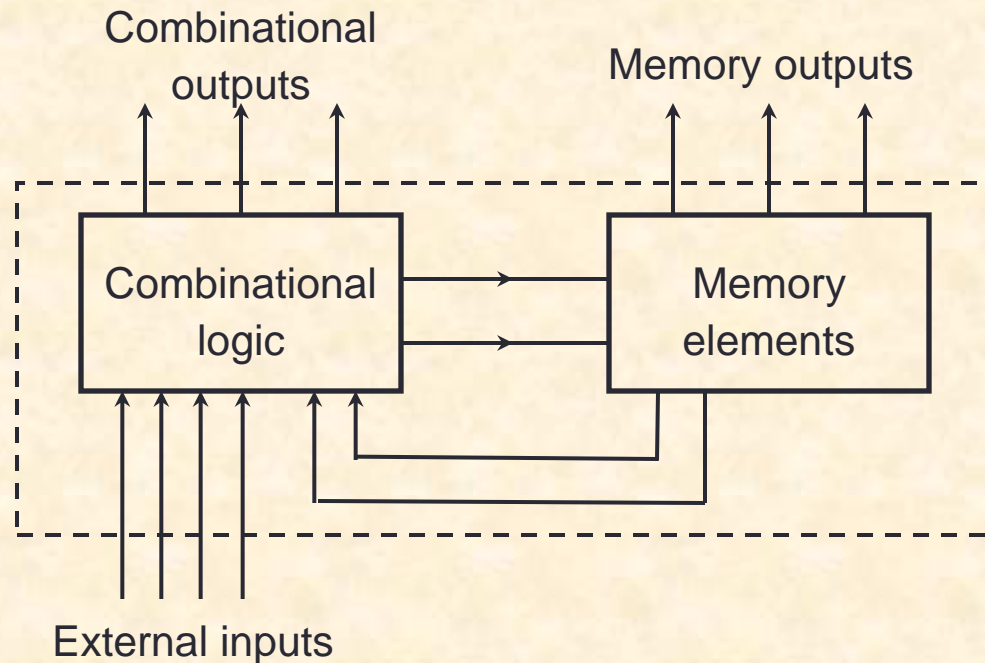 Combinational
outputs
Memory outputs
Combinational
logic
Memory
elements
External inputs